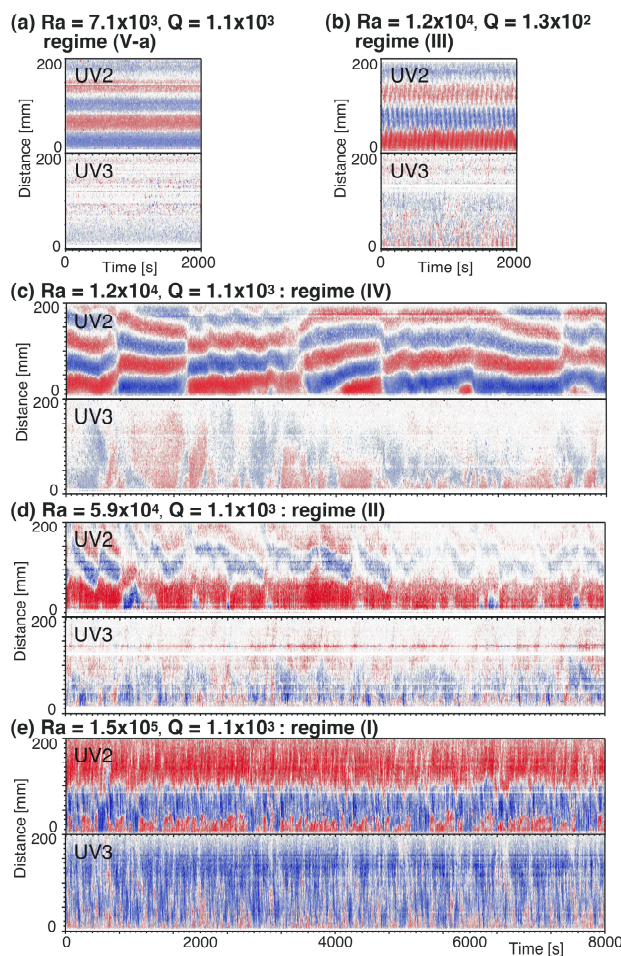 (a) Ra = 7.1x10³, Q = 1.1x10³
regime (V-a)
(b) Ra = 1.2x10⁴, Q = 1.3x10²
regime (III)
200
UV2
Distance [mm]
0
200
UV3
0
0
2000
Time [s]
200
UV2
Distance [mm]
0
200
UV3
0
0
2000
Time [s]
(c) Ra = 1.2x10⁴, Q = 1.1x10³ : regime (IV)
200
UV2
Distance [mm]
0
200
UV3
0
(d) Ra = 5.9x10⁴, Q = 1.1x10³ : regime (II)
200
UV2
Distance [mm]
0
200
UV3
0
(e) Ra = 1.5x10⁵, Q = 1.1x10³ : regime (I)
200
UV2
Distance [mm]
0
200
UV3
0
0
2000
4000
6000
8000
Time [s]